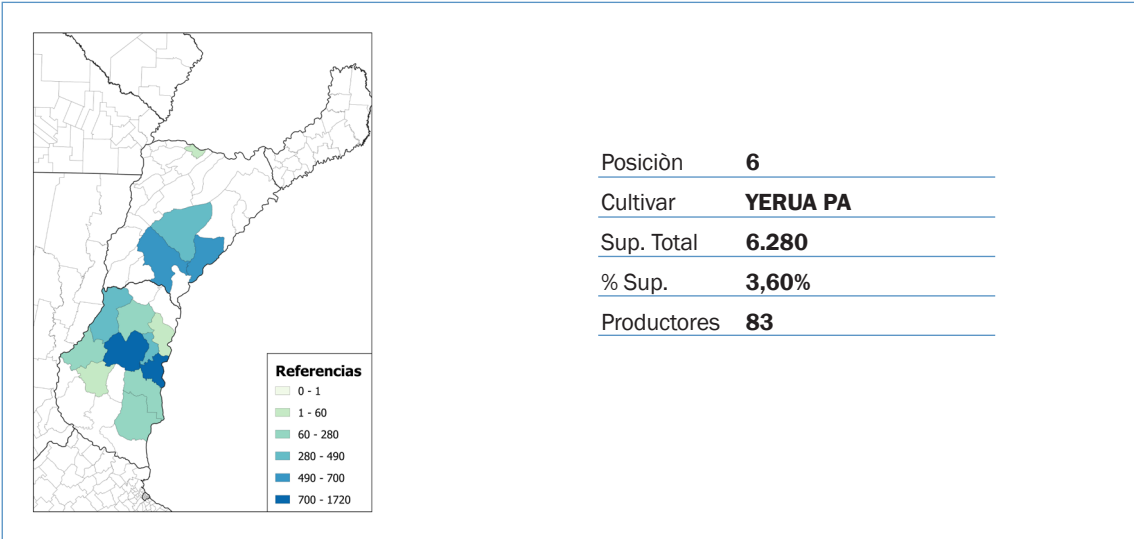 Referencias
0 - 1
1 - 60
60 - 280
280 - 490
490 - 700
700 - 1720
Posiciòn 6
Cultivar YERUA PA
Sup. Total 6.280
% Sup. 3,60%
Productores 83